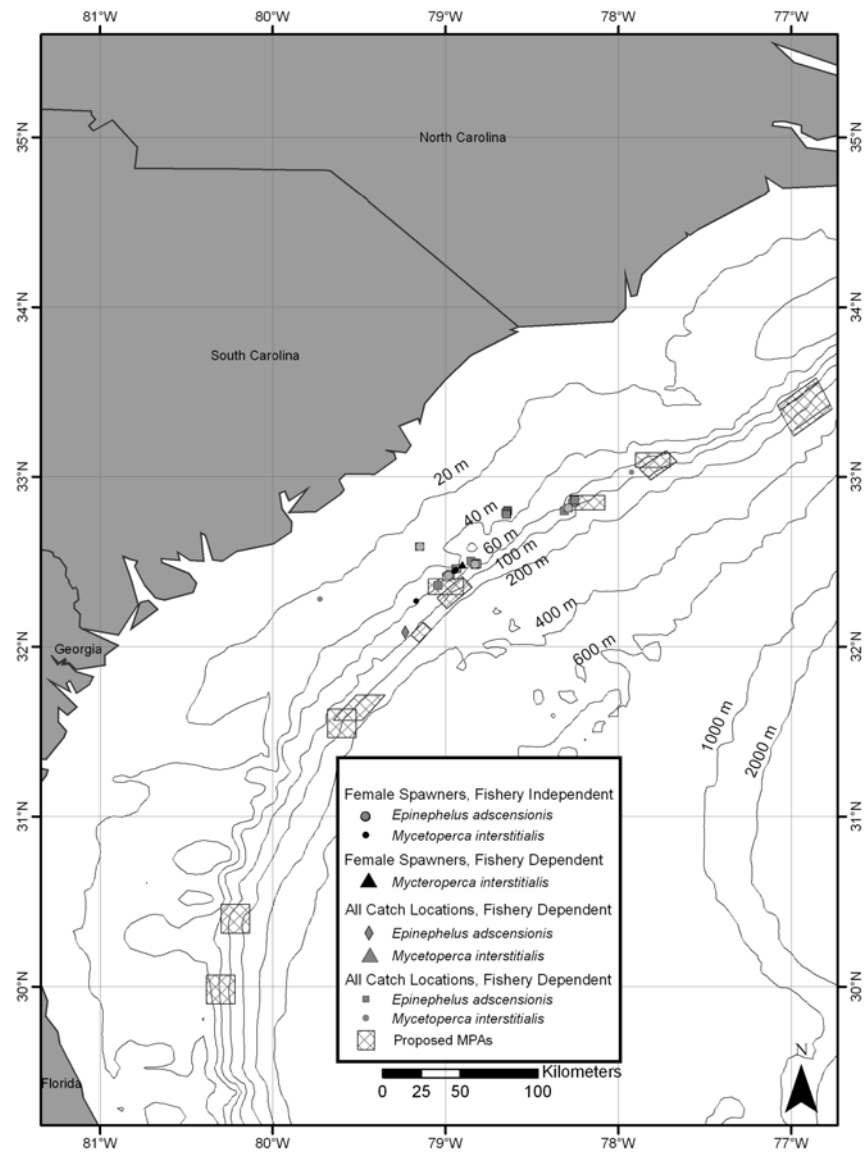 81°W 80°W 79°W 78°W 77°W
35°N 35°N
North Carolina
34°N 34°N
South Carolina
33°N 33°N
20 m
40 m
60 m
100 m
200 m
400 m
600 m
1000 m
2000 m
32°N 32°N
Georgia
31°N 31°N
30°N 30°N
Florida
Female Spawners, Fishery Independent
Epinephelus adscensionis
Mycetoperca interstitialis
Female Spawners, Fishery Dependent
Mycteroperca interstitialis
All Catch Locations, Fishery Dependent
Epinephelus adscensionis
Mycetoperca interstitialis
All Catch Locations, Fishery Dependent
Epinephelus adscensionis
Mycetoperca interstitialis
Proposed MPAs
Kilometers
0 25 50 100
N
81°W 80°W 79°W 78°W 77°W